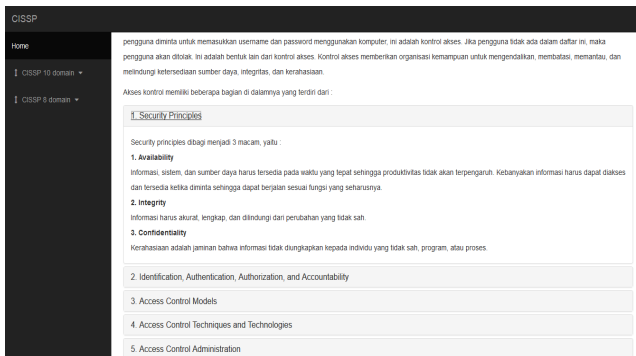 CISSP
Home
CISSP 10 domain
CISSP 8 domain
pengguna diminta untuk memasukkan username dan password menggunakan komputer, ini adalah kontrol akses. Jika pengguna tidak ada dalam daftar ini, maka
pengguna akan ditolak. Ini adalah bentuk lain dari kontrol akses. Kontrol akses memberikan organisasi kemampuan untuk mengendalikan, membatasi, memantau, dan
melindungi ketersediaan sumber daya, integritas, dan kerahasiaan.
Akses kontrol memiliki beberapa bagian di dalamnya yang terdiri dari :
1. Security Principles
Security principles dibagi menjadi 3 macam, yaitu :
1. Availability
Informasi, sistem, dan sumber daya harus tersedia pada waktu yang tepat sehingga produktivitas tidak akan terpengaruh. Kebanyakan informasi harus dapat diakses
dan tersedia ketika diminta sehingga dapat berjalan sesuai fungsi yang seharusnya.
2. Integrity
Informasi harus akurat, lengkap, dan dilindungi dari perubahan yang tidak sah.
3. Confidentiality
Kerahasiaan adalah jaminan bahwa informasi tidak diungkapkan kepada individu yang tidak sah, program, atau proses.
2. Identification, Authentication, Authorization, and Accountability
3. Access Control Models
4. Access Control Techniques and Technologies
5. Access Control Administration